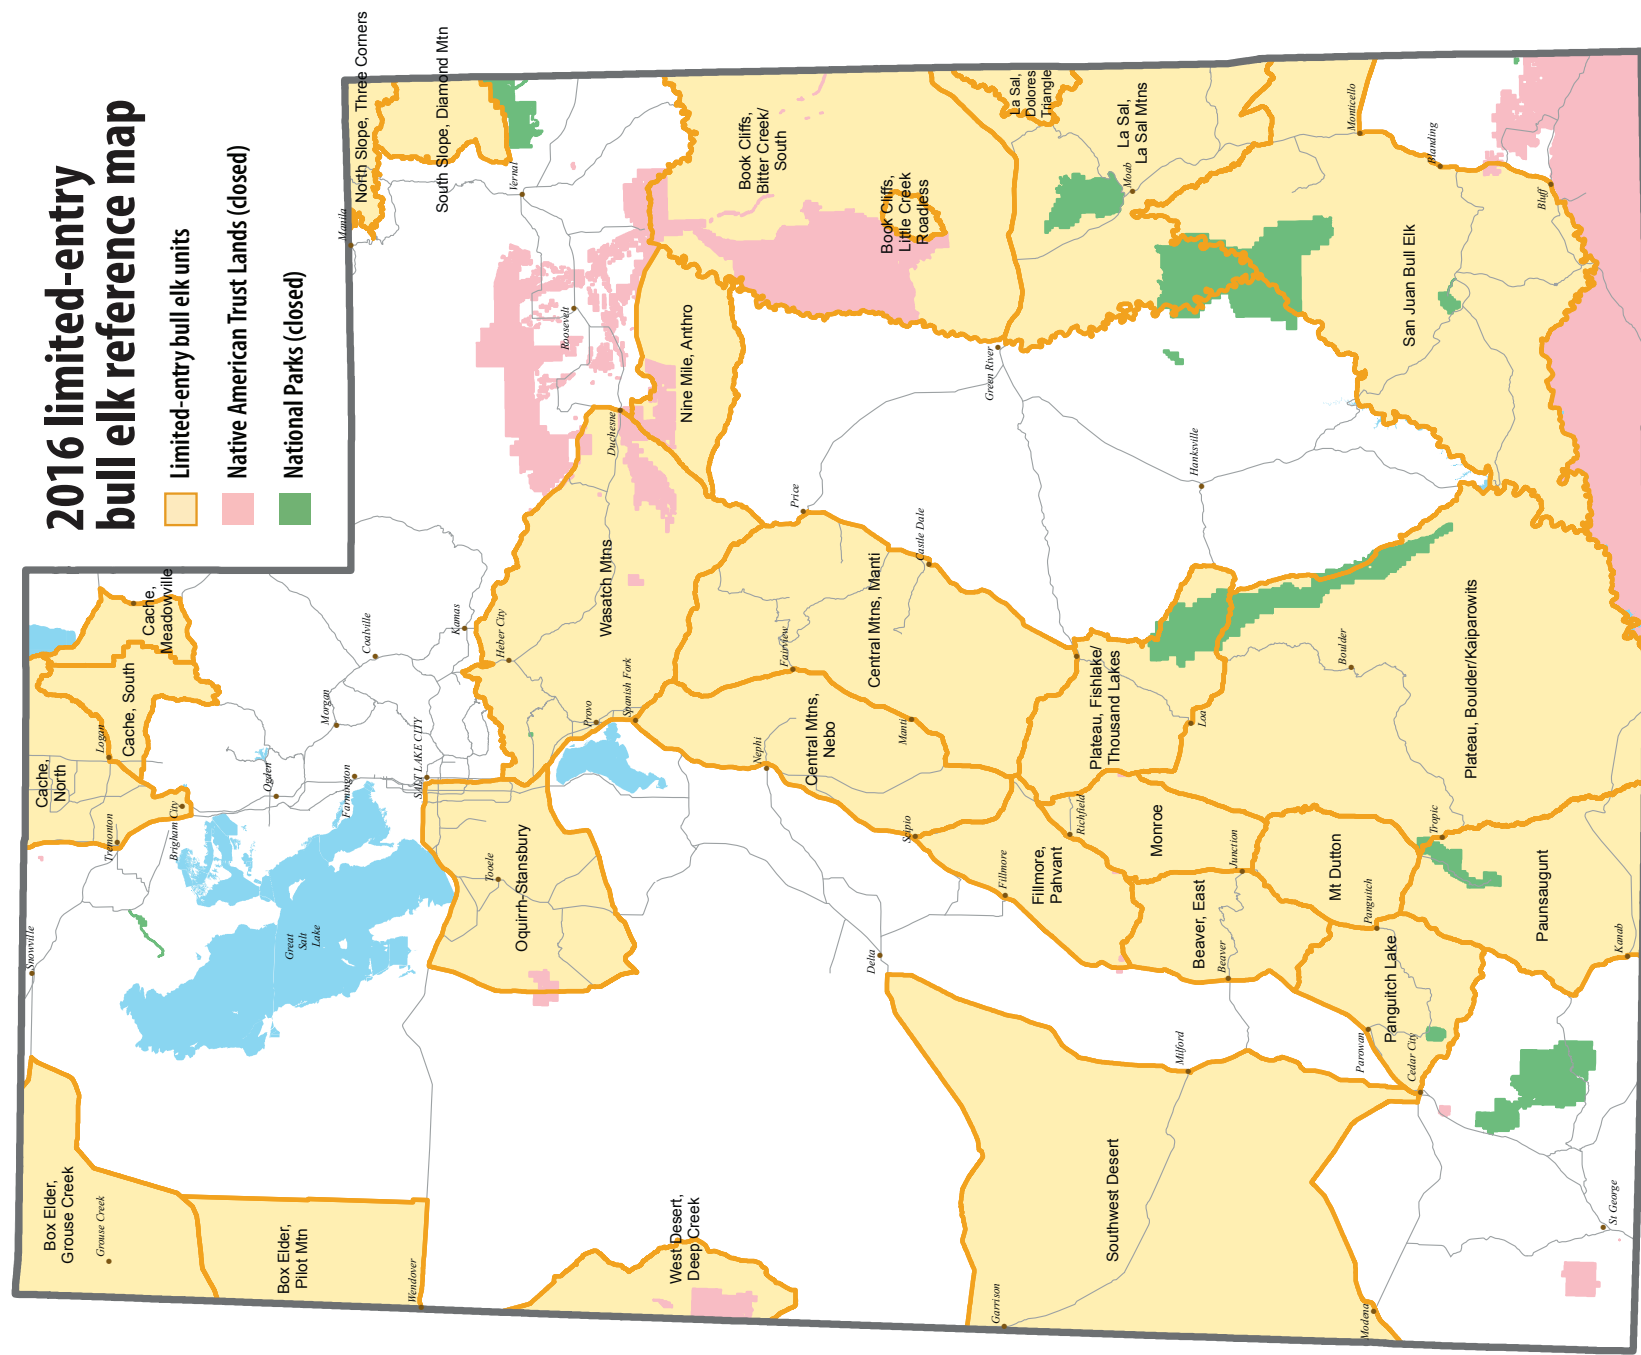 2016 limited-entry
bull elk reference map
Limited-entry bull elk units
Native American Trust Lands (closed)
National Parks (closed)
Snowville
Tremonton
Cache,
North
Logan
Cache, South
Cache,
Meadowville
Brigham City
Ogden
Morgan
Coalville
Farmington
SALT LAKE CITY
Kamas
Heber City
Great
Salt
Lake
Box Elder,
Grouse Creek
Grouse Creek
Box Elder,
Pilot Mtn
Wendover
Tooele
Oquirrh-Stansbury
Provo
Spanish Fork
Wasatch Mtns
Manila
North Slope, Three Corners
South Slope, Diamond Mtn
Vernal
Roosevelt
Duchesne
Nine Mile, Anthro
Book Cliffs,
Bitter Creek/
South
Book Cliffs,
Little Creek
Roadless
West Desert,
Deep Creek
Nephi
Central Mtns,
Nebo
Fairview
Central Mtns, Manti
Manti
Price
Castle Dale
Green River
La Sal,
Dolores
Triangle
La Sal,
La Sal Mtns
Moab
Delta
Scipio
Fillmore
Fillmore,
Pahvant
Richfield
Plateau, Fishlake/
Thousand Lakes
Loa
Hanksville
Garrison
Southwest Desert
Milford
Monroe
Beaver, East
Beaver
Junction
Mt Dutton
Panguitch
Panguitch Lake
Parowan
Cedar City
Modena
Boulder
Plateau, Boulder/Kaiparowits
Tropic
Paunsaugunt
Kanab
St George
San Juan Bull Elk
Monticello
Blanding
Bluff